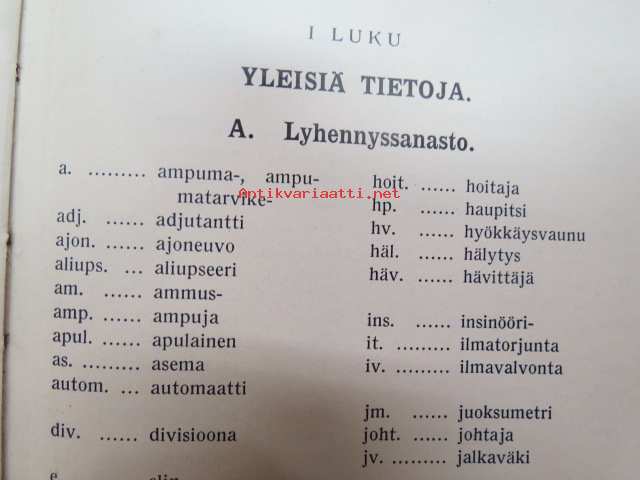 I LUKU
YLEISIÄ TIETOJA.
A. Lyhennyssanasto.
a. ......... ampuma-, ampu-
matarvike-
adj. ...... adjutantti
ajon. ...... ajoneuvo
aliups. ... aliupseeri
am. ...... ammus-
amp. ...... ampuja
apul. ...... apulainen
as. ......... asema
autom. ... automaatti
div. ...... divisioona
e
hoit. ...... hoitaja
hp. ...... haupitsi
hv. ...... hyökkäysvaunu
häl. ...... hälytys
häv. ...... hävittäjä
ins. ...... insinööri-
it. ......... ilmatorjunta
iv. ......... ilmavalvonta
jm. ...... juoksumetri
joht. ...... johtaja
jv. ...... jalkaväki
Antikvariaatti.net